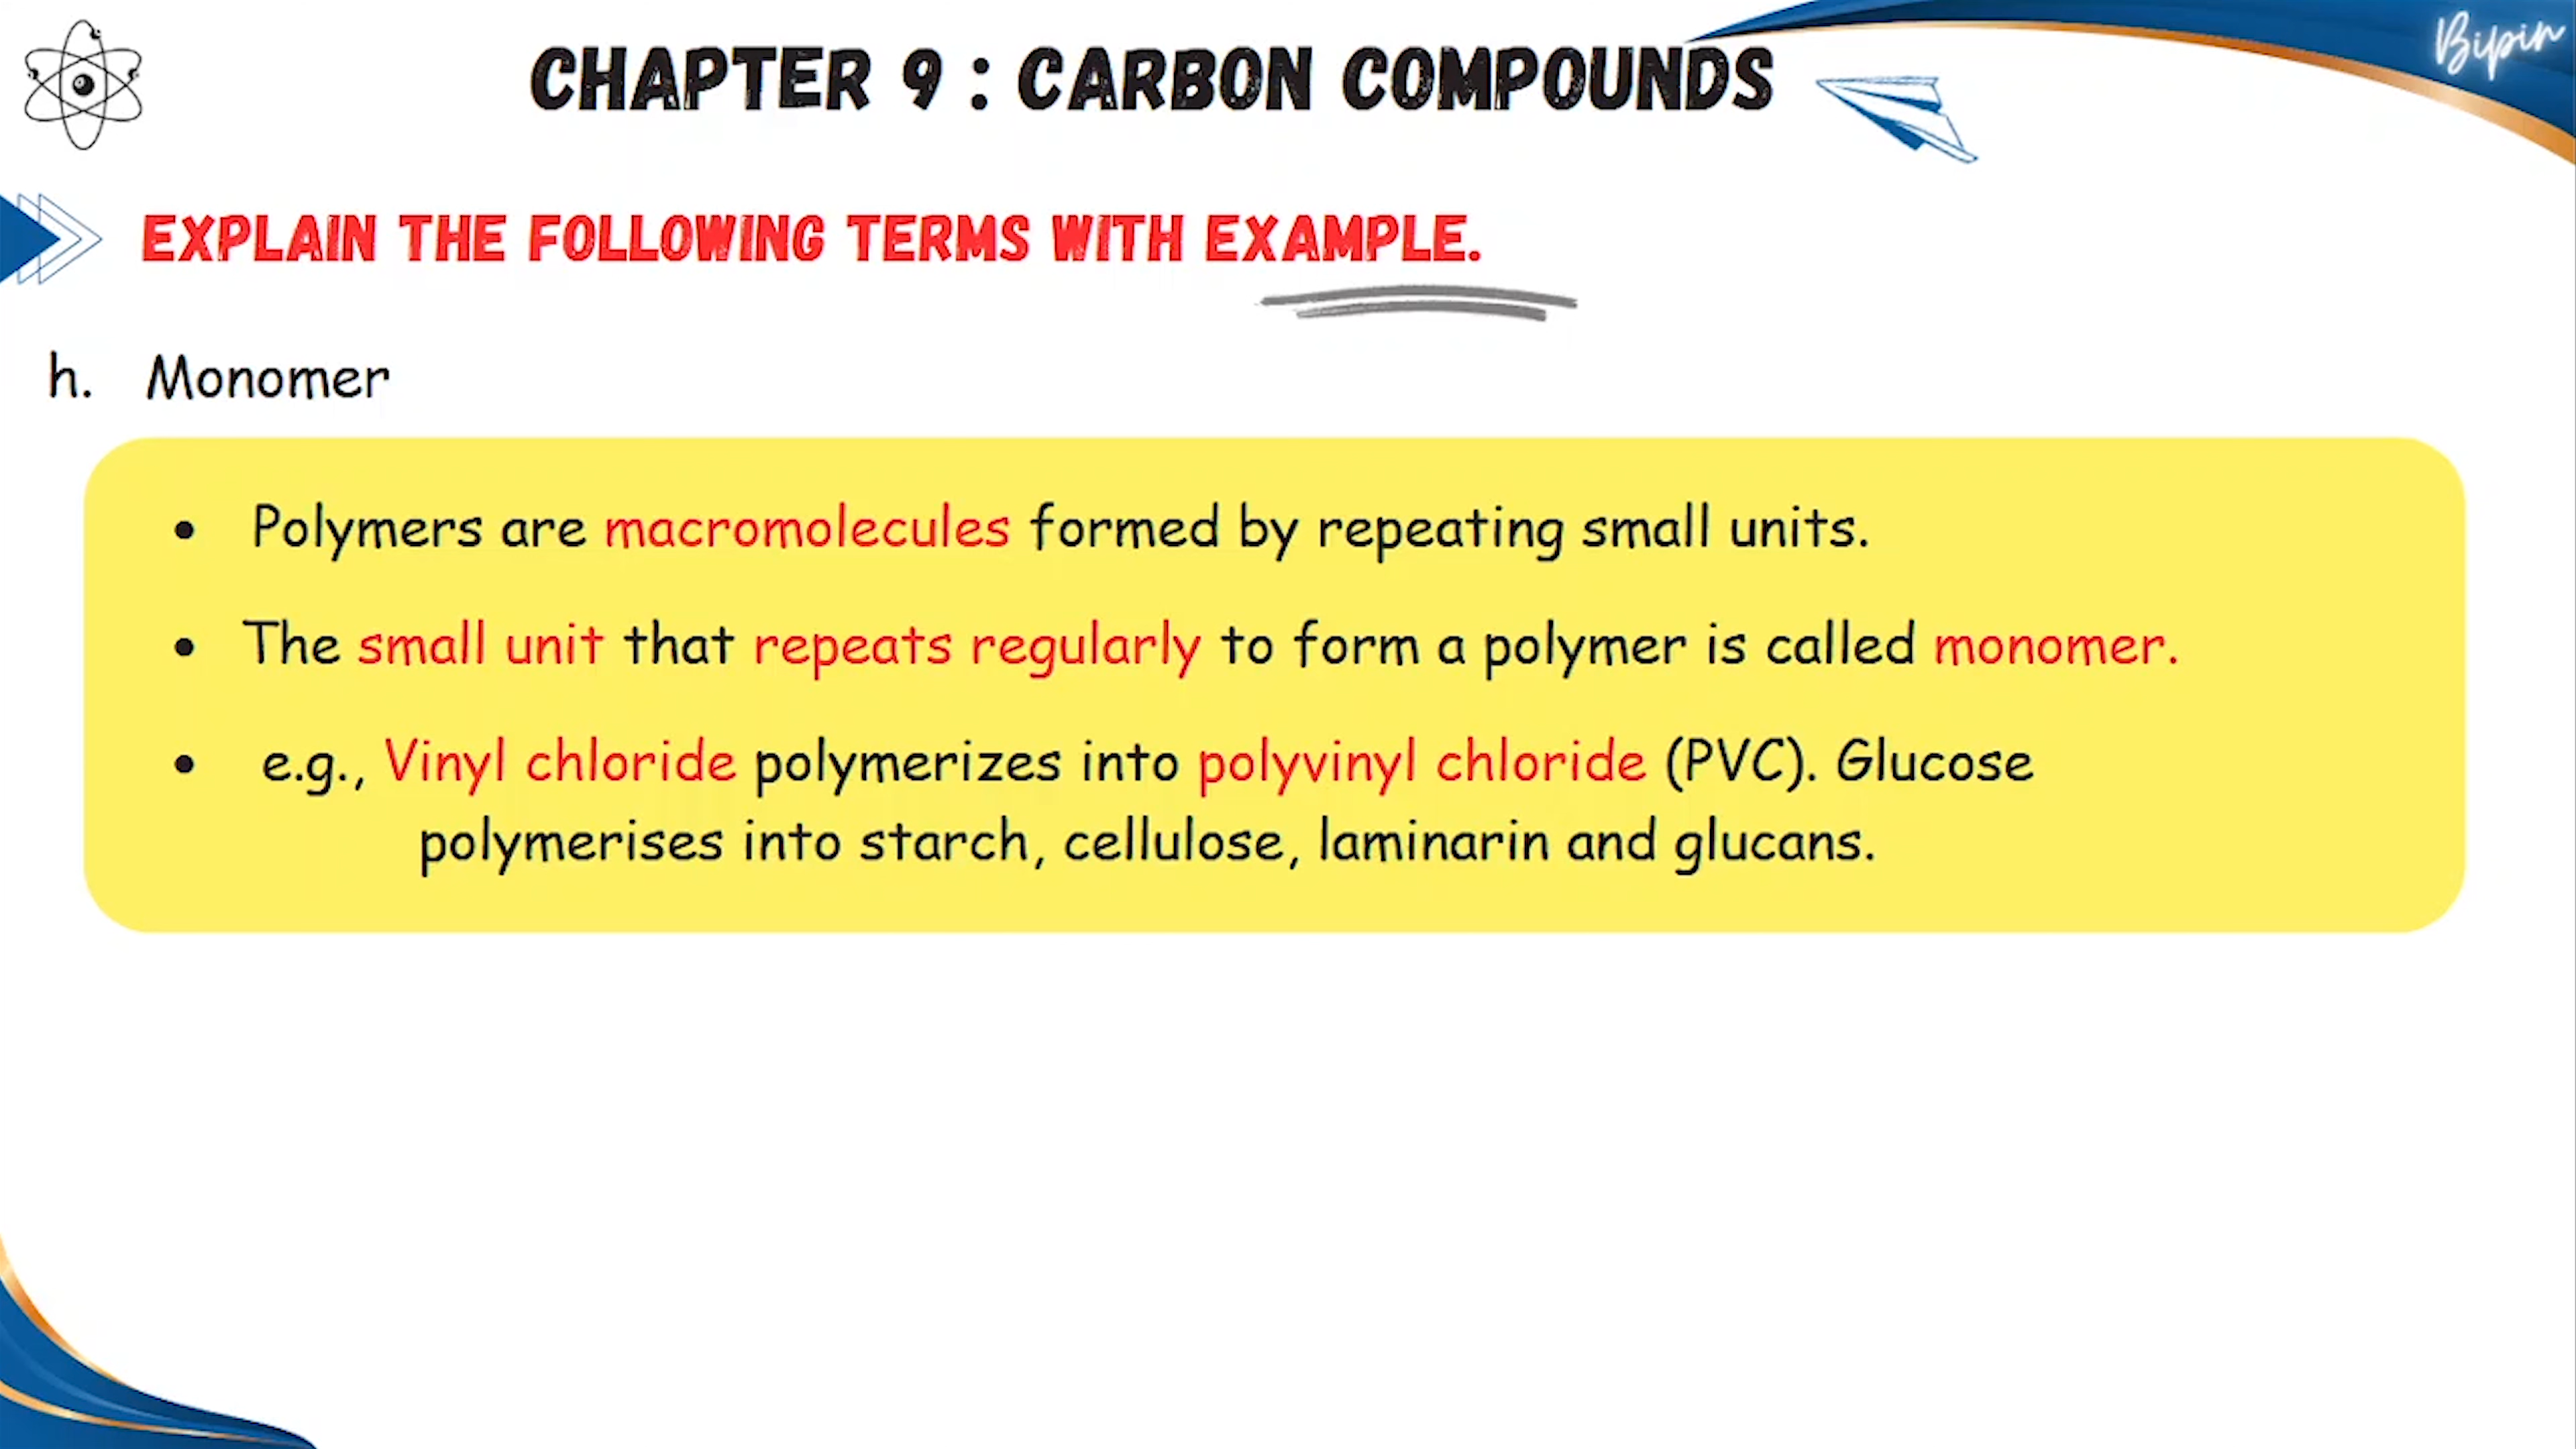 Bipin
CHAPTER 9 : CARBON COMPOUNDS
EXPLAIN THE FOLLOWING TERMS WITH EXAMPLE.
h. Monomer
• Polymers are macromolecules formed by repeating small units.
• The small unit that repeats regularly to form a polymer is called monomer.
• e.g., Vinyl chloride polymerizes into polyvinyl chloride (PVC). Glucose
polymerises into starch, cellulose, laminarin and glucans.